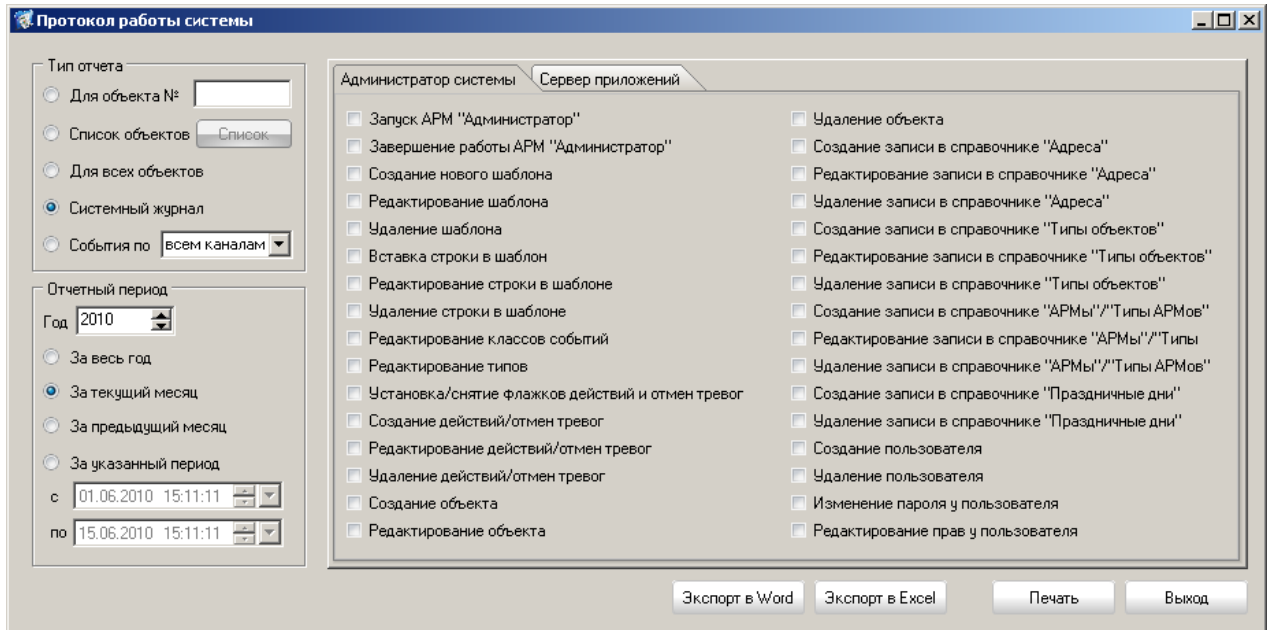 Протокол работы системы
Тип отчета
Для объекта №
Список объектов Список
Для всех объектов
Системный журнал
События по всем каналам
Отчетный период
Год 2010
За весь год
За текущий месяц
За предыдущий месяц
За указанный период
с 01.06.2010 15:11:11
по 15.06.2010 15:11:11
Администратор системы Сервер приложений
Запуск АРМ "Администратор"
Завершение работы АРМ "Администратор"
Создание нового шаблона
Редактирование шаблона
Удаление шаблона
Вставка строки в шаблон
Редактирование строки в шаблоне
Удаление строки в шаблоне
Редактирование классов событий
Редактирование типов
Установка/снятие флажков действий и отмен тревог
Создание действий/отмен тревог
Редактирование действий/отмен тревог
Удаление действий/отмен тревог
Создание объекта
Редактирование объекта
Удаление объекта
Создание записи в справочнике "Адреса"
Редактирование записи в справочнике "Адреса"
Удаление записи в справочнике "Адреса"
Создание записи в справочнике "Типы объектов"
Редактирование записи в справочнике "Типы объектов"
Удаление записи в справочнике "Типы объектов"
Создание записи в справочнике "АРМы"/"Типы АРМов"
Редактирование записи в справочнике "АРМы"/"Типы
Удаление записи в справочнике "АРМы"/"Типы АРМов"
Создание записи в справочнике "Праздничные дни"
Удаление записи в справочнике "Праздничные дни"
Создание пользователя
Удаление пользователя
Изменение пароля у пользователя
Редактирование прав у пользователя
Экспорт в Word Экспорт в Excel Печать Выход